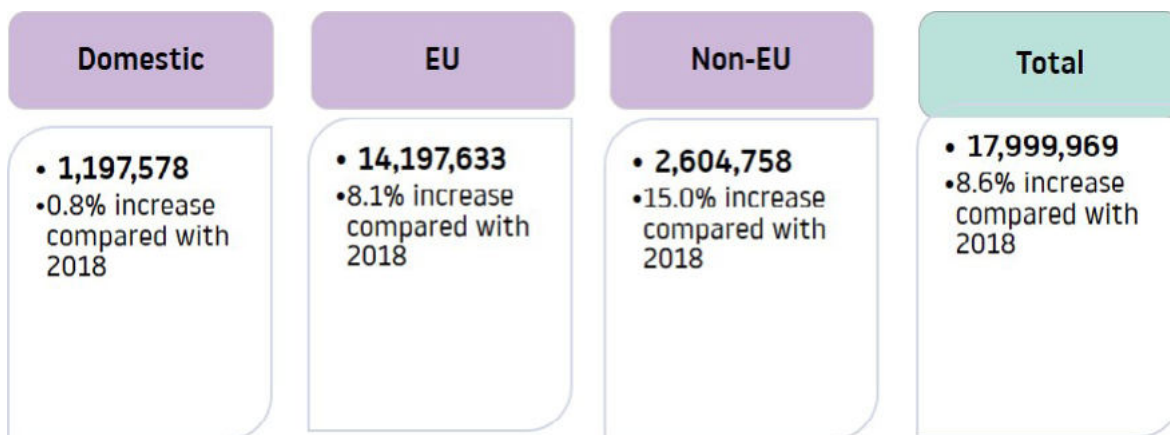 Domestic
• 1,197,578
•0.8% increase
compared with
2018
EU
• 14,197,633
•8.1% increase
compared with
2018
Non-EU
• 2,604,758
•15.0% increase
compared with
2018
Total
• 17,999,969
•8.6% increase
compared with
2018